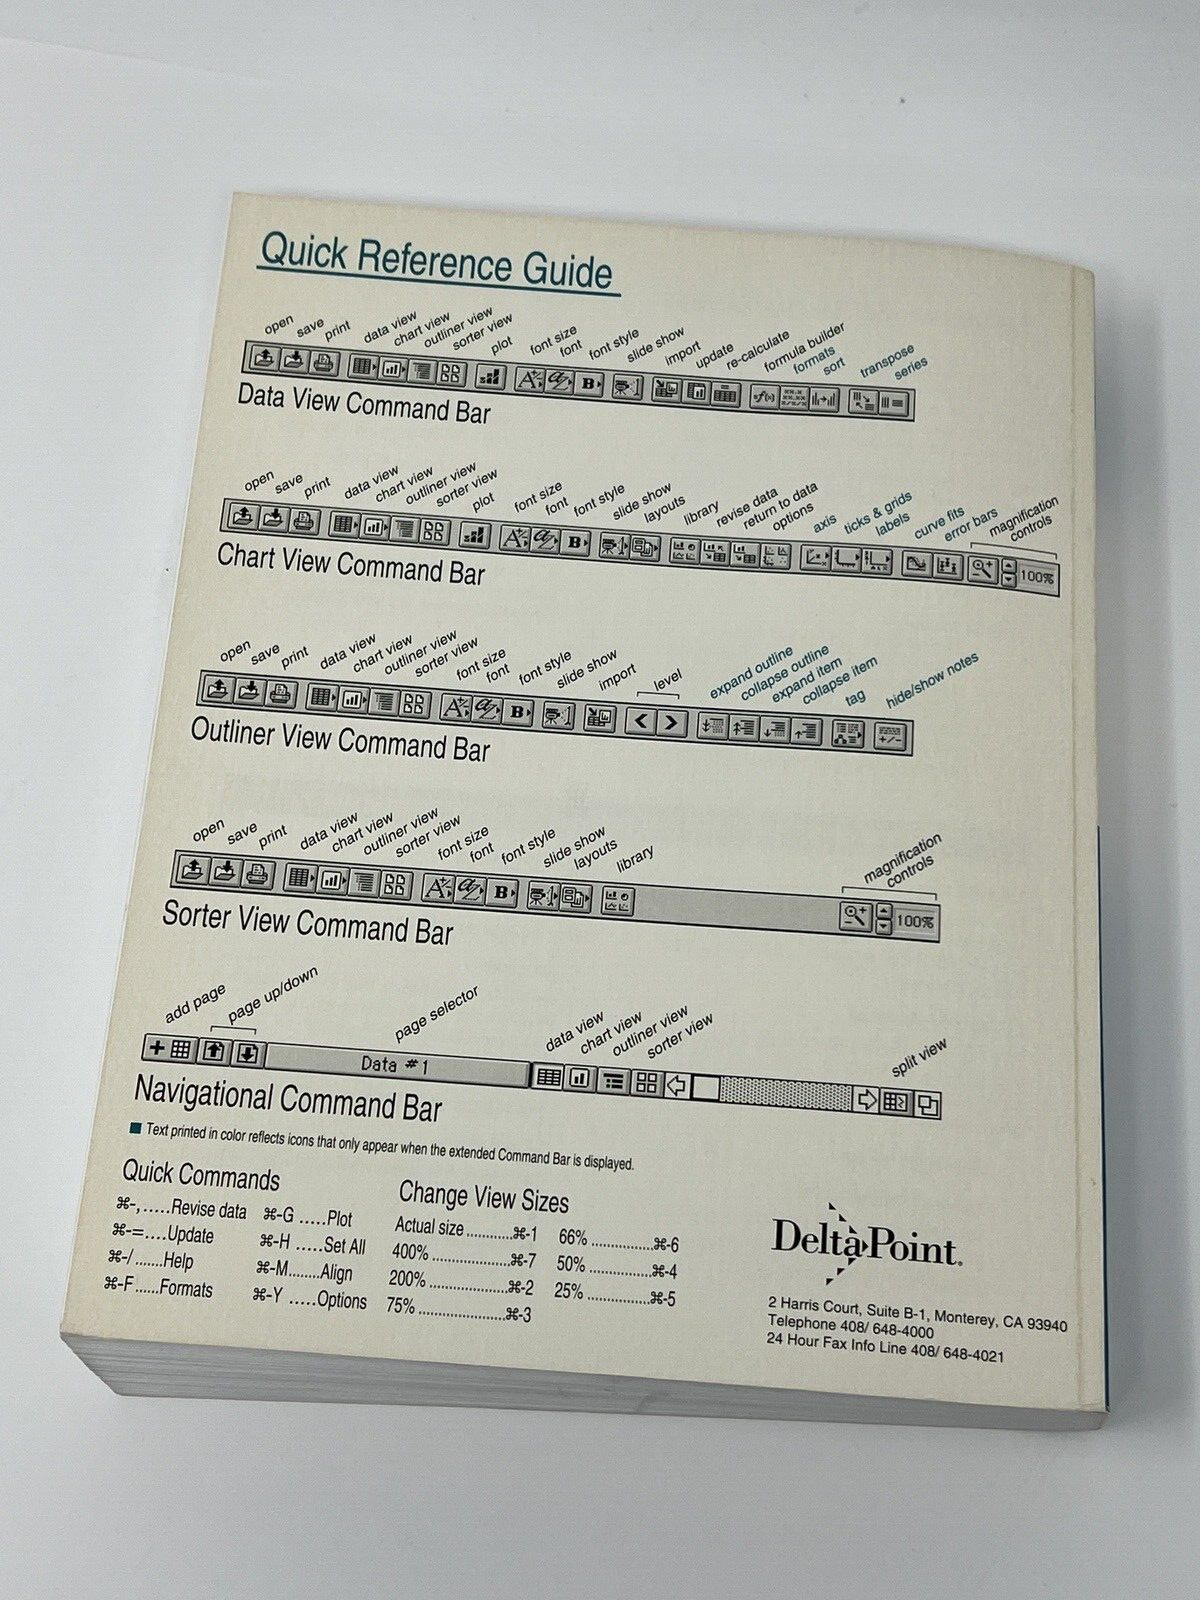 Quick Reference Guide
open save print data view chart view outliner view sorter view plot font size font font style slide show import update re-calculate formula builder formats sort transpose series
Data View Command Bar
open save print data view chart view outliner view sorter view plot font size font font style slide show layouts library revise data return to data options axis ticks & grids labels curve fits error bars magnification controls
100%
Chart View Command Bar
open save print data view chart view outliner view sorter view font size font font style slide show import level expand outline collapse outline expand item collapse item tag hide/show notes
Outliner View Command Bar
open save print data view chart view outliner view sorter view font size font font style slide show layouts library magnification controls
100%
Sorter View Command Bar
add page page up/down page selector data view chart view outliner view sorter view split view
Data #1
Navigational Command Bar
Text printed in color reflects icons that only appear when the extended Command Bar is displayed.
Quick Commands
⌘-,.....Revise data ⌘-G .....Plot
⌘-=....Update ⌘-H .....Set All
⌘-/ .......Help ⌘-M........Align
⌘-F ......Formats ⌘-Y .....Options
Change View Sizes
Actual size ...........⌘-1 66% ...............⌘-6
400% ....................⌘-7 50% ...............⌘-4
200% ....................⌘-2 25% ...............⌘-5
75% .......................⌘-3
DeltaPoint.
2 Harris Court, Suite B-1, Monterey, CA 93940
Telephone 408/ 648-4000
24 Hour Fax Info Line 408/ 648-4021